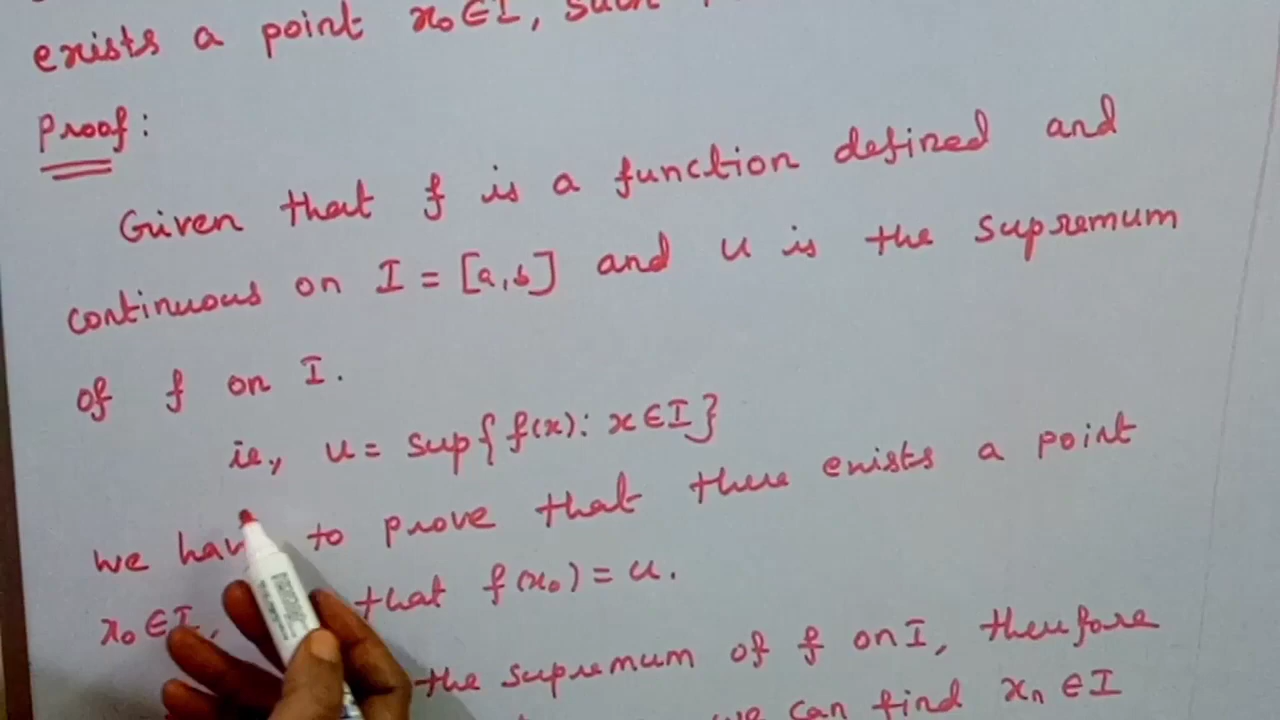 exists a point x₀ ∈ I, such
Proof:
Given that f is a function defined and
continuous on I = [a,b] and u is the supremum
of f on I.
ie, u = sup{f(x): x ∈ I}
we have to prove that there exists a point
x₀ ∈ I, that f(x₀) = u.
the supremum of f on I, therefore
we can find xₙ ∈ I